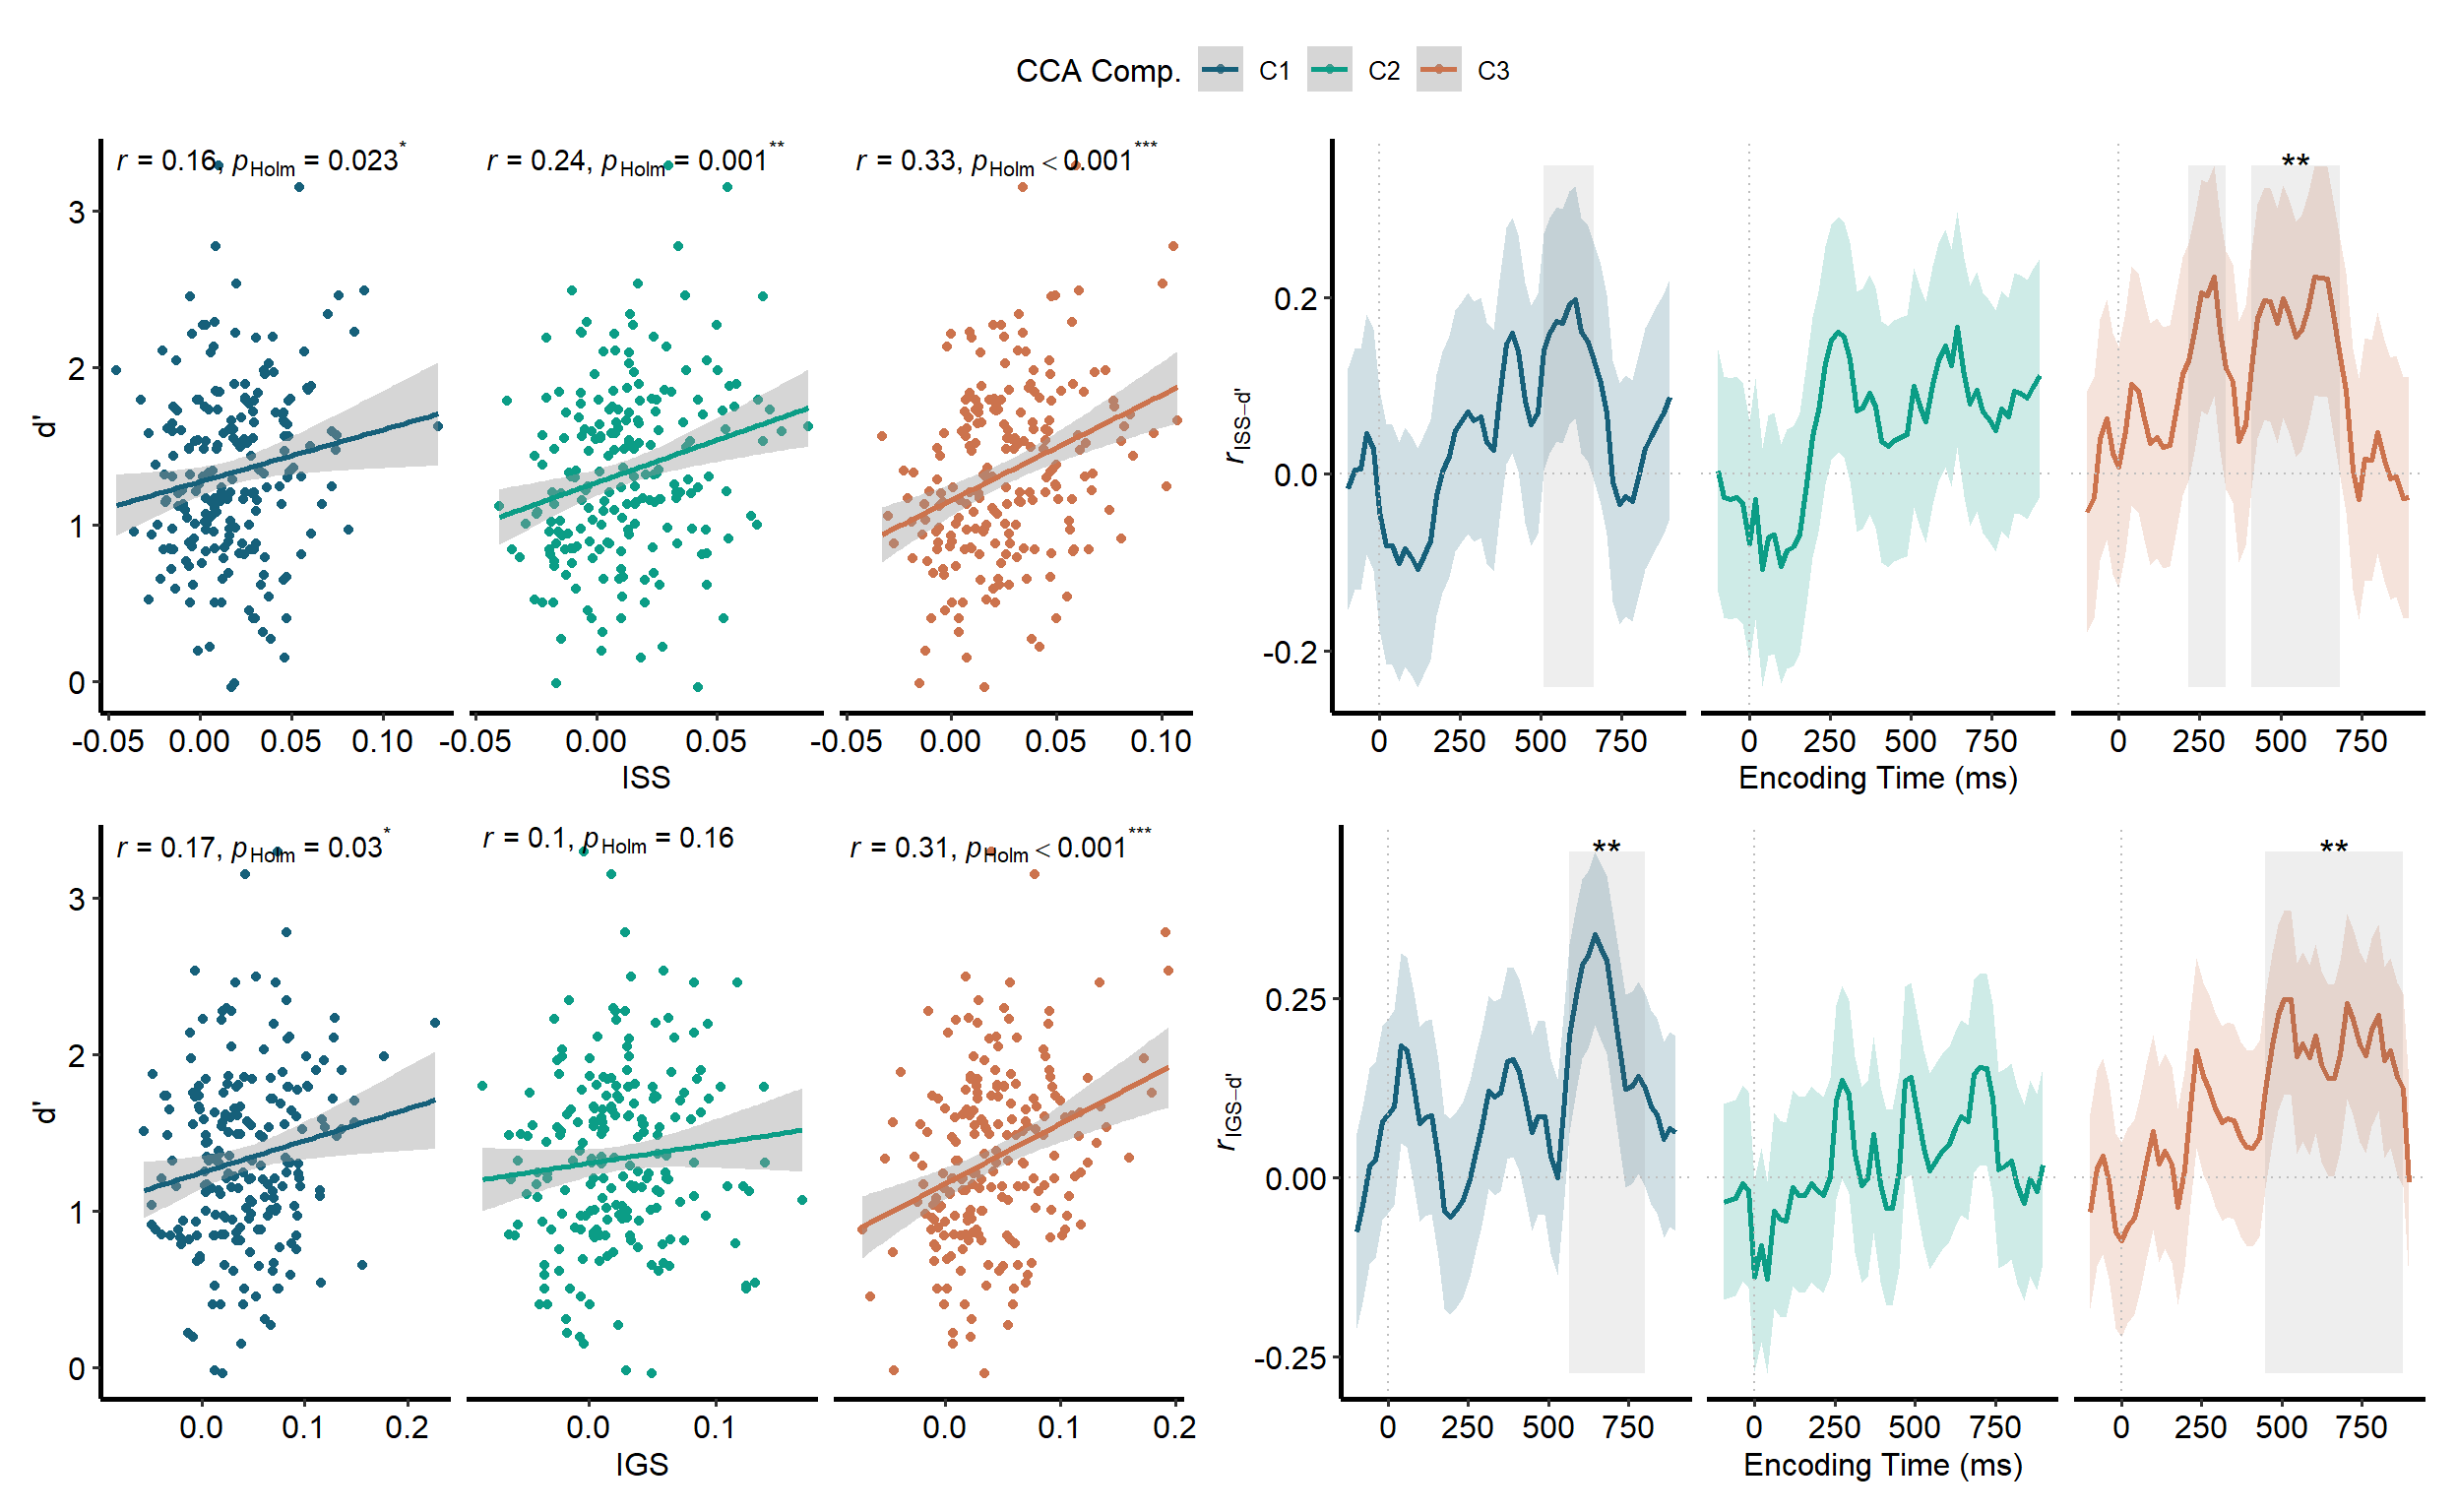 CCA Comp. C1 C2 C3
r = 0.16, pHolm = 0.023*
r = 0.24, pHolm = 0.001**
r = 0.33, pHolm < 0.001***
d'
3
2
1
0
-0.05 0.00 0.05 0.10
-0.05 0.00 0.05
-0.05 0.00 0.05 0.10
ISS
**
rISS−d'
0.2
0.0
-0.2
0 250 500 750
0 250 500 750
0 250 500 750
Encoding Time (ms)
r = 0.17, pHolm = 0.03*
r = 0.1, pHolm = 0.16
r = 0.31, pHolm < 0.001***
d'
3
2
1
0
0.0 0.1 0.2
0.0 0.1
0.0 0.1 0.2
IGS
**
**
rIGS−d'
0.25
0.00
-0.25
0 250 500 750
0 250 500 750
0 250 500 750
Encoding Time (ms)